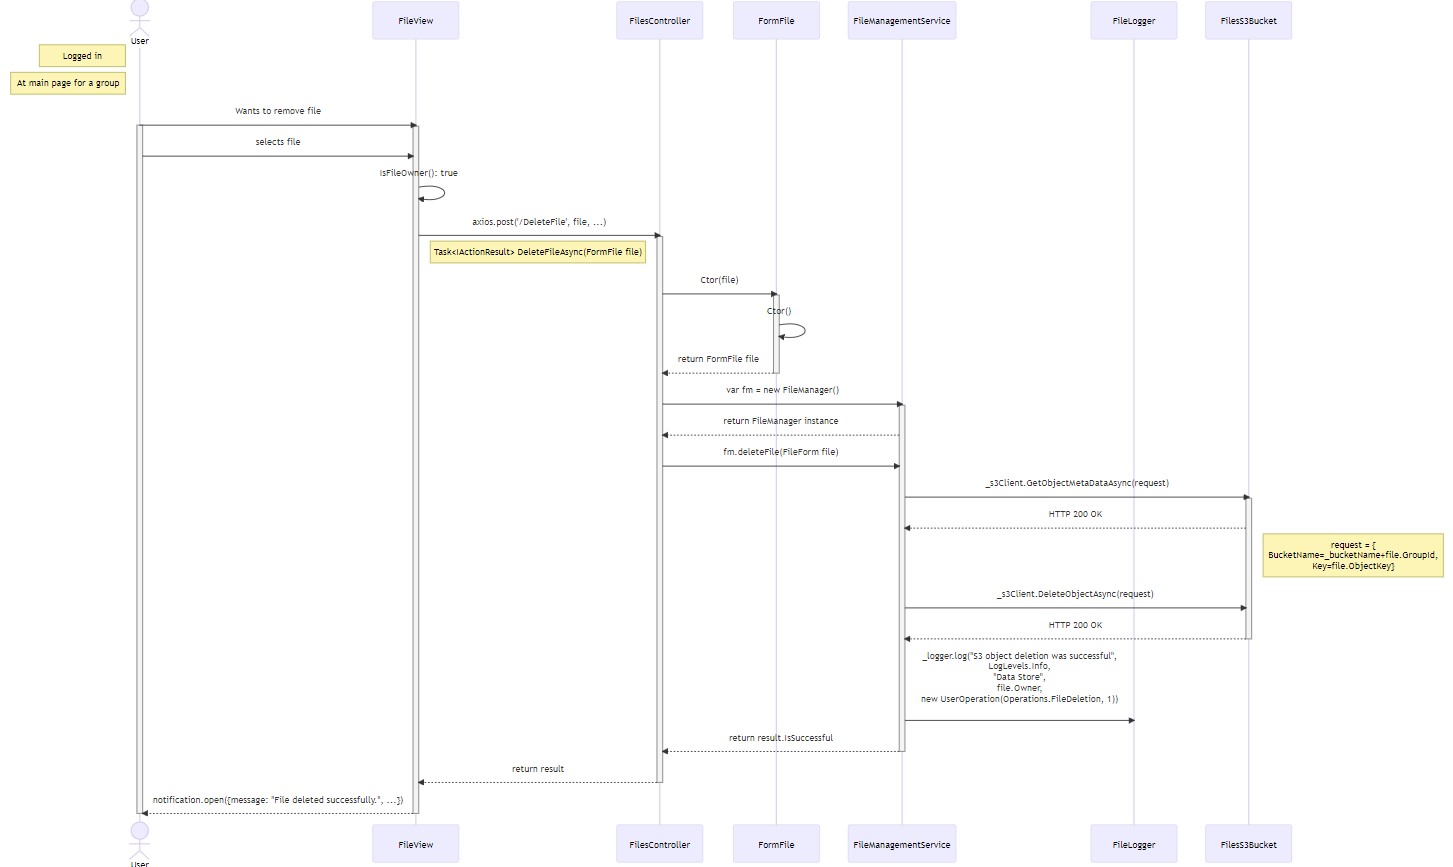 FileView
FilesController
FormFile
FileManagementService
FileLogger
FilesS3Bucket
User
Logged in
At main page for a group
Wants to remove file
selects file
IsFileOwner(): true
axios.post('/DeleteFile', file, ...)
Task<IActionResult> DeleteFileAsync(FormFile file)
Ctor(file)
Ctor()
return FormFile file
var fm = new FileManager()
return FileManager instance
fm.deleteFile(FileForm file)
_s3Client.GetObjectMetaDataAsync(request)
HTTP 200 OK
request = {
BucketName=_bucketName+file.GroupId,
Key=file.ObjectKey}
_s3Client.DeleteObjectAsync(request)
HTTP 200 OK
_logger.log("S3 object deletion was successful",
LogLevels.Info,
"Data Store",
file.Owner,
new UserOperation(Operations.FileDeletion, 1))
return result.IsSuccessful
return result
notification.open({message: "File deleted successfully.", ...})
FileView
FilesController
FormFile
FileManagementService
FileLogger
FilesS3Bucket
User